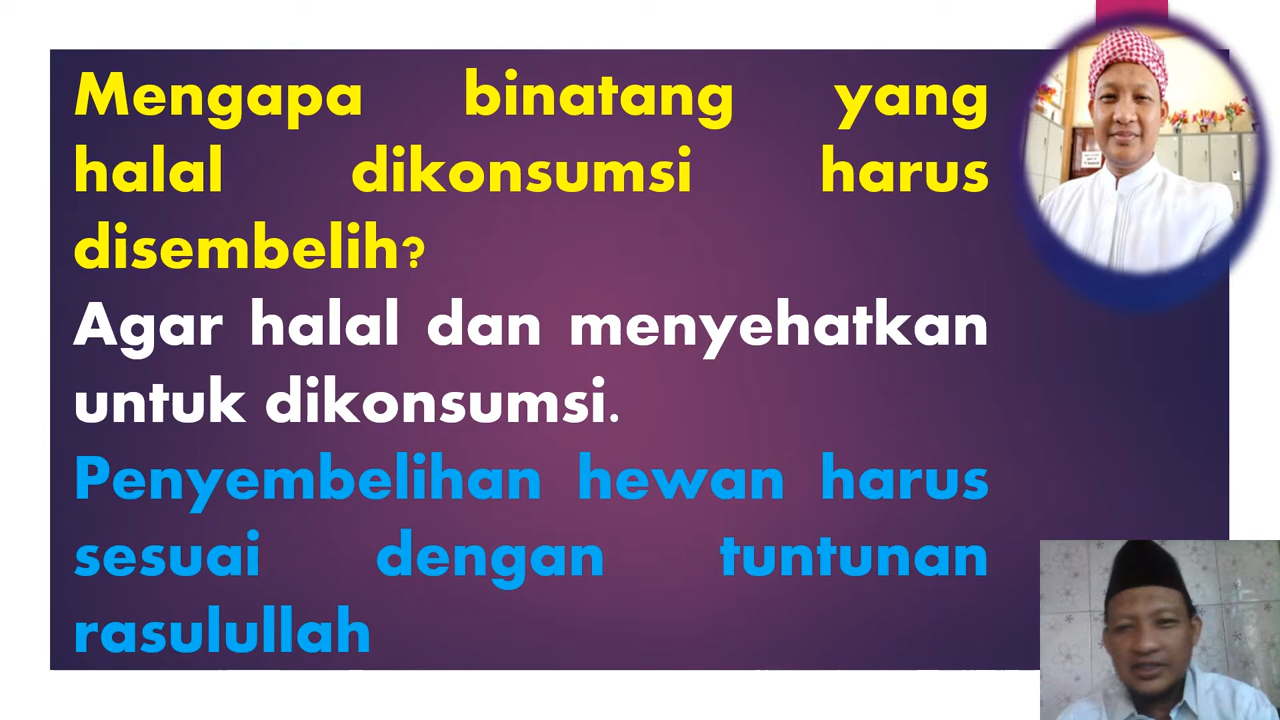 Mengapa binatang yang
halal dikonsumsi harus
disembelih?
Agar halal dan menyehatkan
untuk dikonsumsi.
Penyembelihan hewan harus
sesuai dengan tuntunan
rasulullah